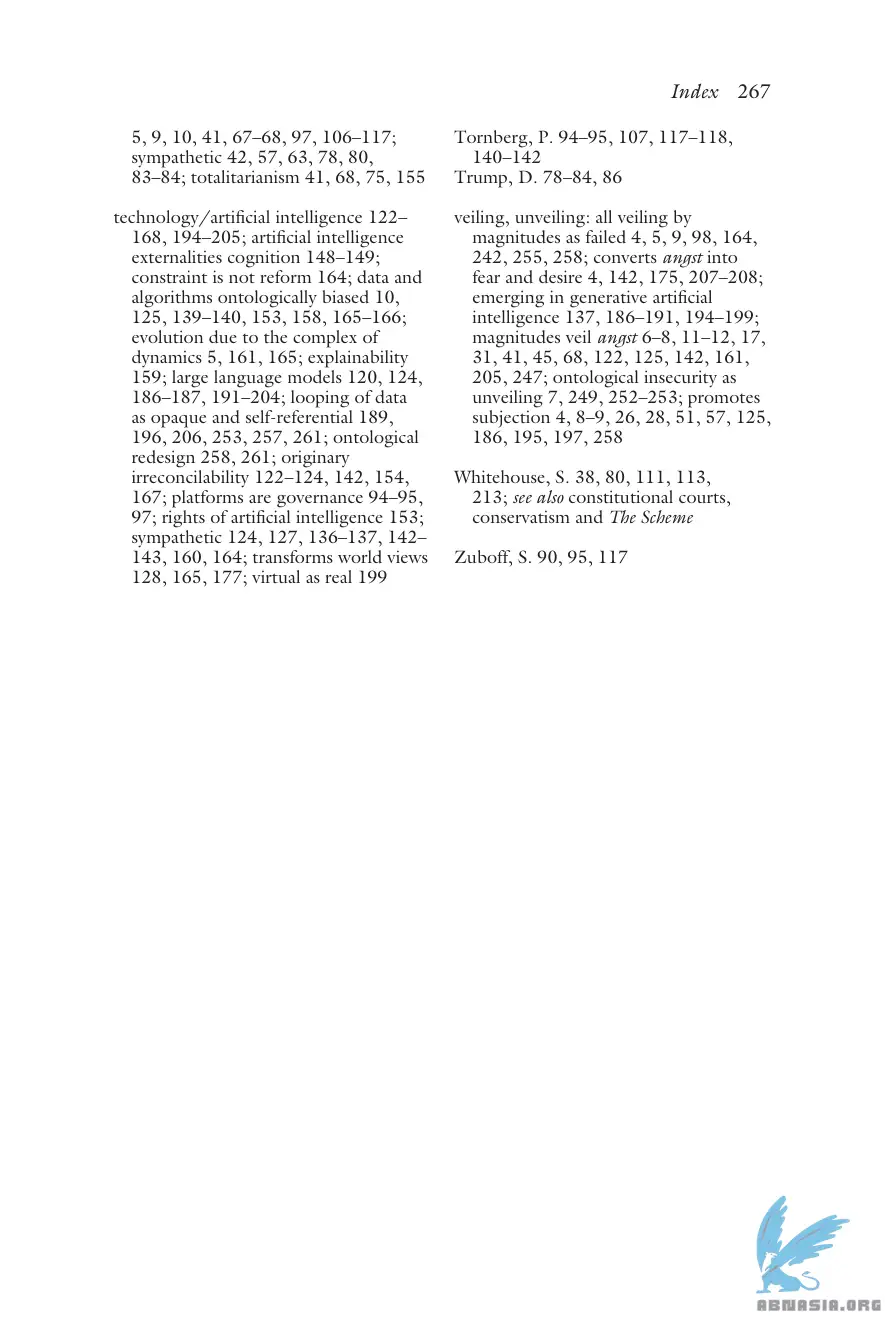 Index 267
5, 9, 10, 41, 67–68, 97, 106–117;
sympathetic 42, 57, 63, 78, 80,
83–84; totalitarianism 41, 68, 75, 155
technology/artificial intelligence 122–
168, 194–205; artificial intelligence
externalities cognition 148–149;
constraint is not reform 164; data and
algorithms ontologically biased 10,
125, 139–140, 153, 158, 165–166;
evolution due to the complex of
dynamics 5, 161, 165; explainability
159; large language models 120, 124,
186–187, 191–204; looping of data
as opaque and self-referential 189,
196, 206, 253, 257, 261; ontological
redesign 258, 261; originary
irreconcilability 122–124, 142, 154,
167; platforms are governance 94–95,
97; rights of artificial intelligence 153;
sympathetic 124, 127, 136–137, 142–
143, 160, 164; transforms world views
128, 165, 177; virtual as real 199
Tornberg, P. 94–95, 107, 117–118,
140–142
Trump, D. 78–84, 86
veiling, unveiling: all veiling by
magnitudes as failed 4, 5, 9, 98, 164,
242, 255, 258; converts angst into
fear and desire 4, 142, 175, 207–208;
emerging in generative artificial
intelligence 137, 186–191, 194–199;
magnitudes veil angst 6–8, 11–12, 17,
31, 41, 45, 68, 122, 125, 142, 161,
205, 247; ontological insecurity as
unveiling 7, 249, 252–253; promotes
subjection 4, 8–9, 26, 28, 51, 57, 125,
186, 195, 197, 258
Whitehouse, S. 38, 80, 111, 113,
213; see also constitutional courts,
conservatism and The Scheme
Zuboff, S. 90, 95, 117
ABNASIA.ORG